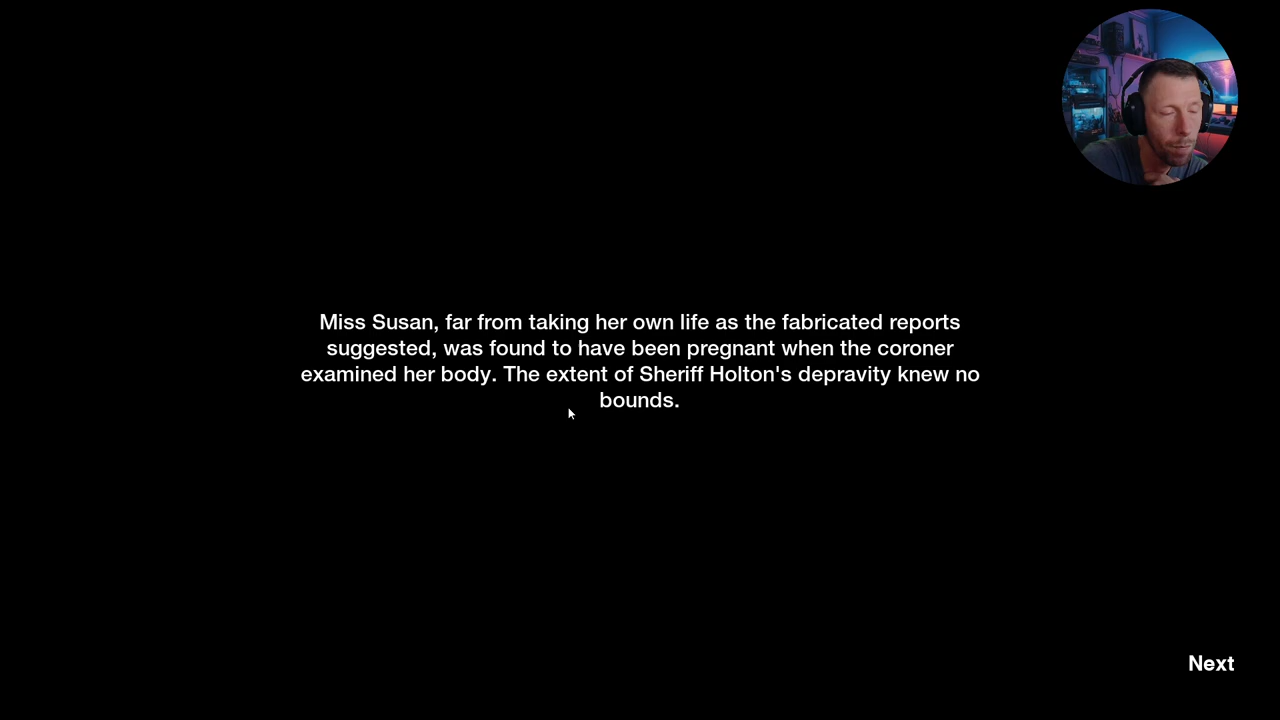 Miss Susan, far from taking her own life as the fabricated reports
suggested, was found to have been pregnant when the coroner
examined her body. The extent of Sheriff Holton's depravity knew no
bounds.
Next